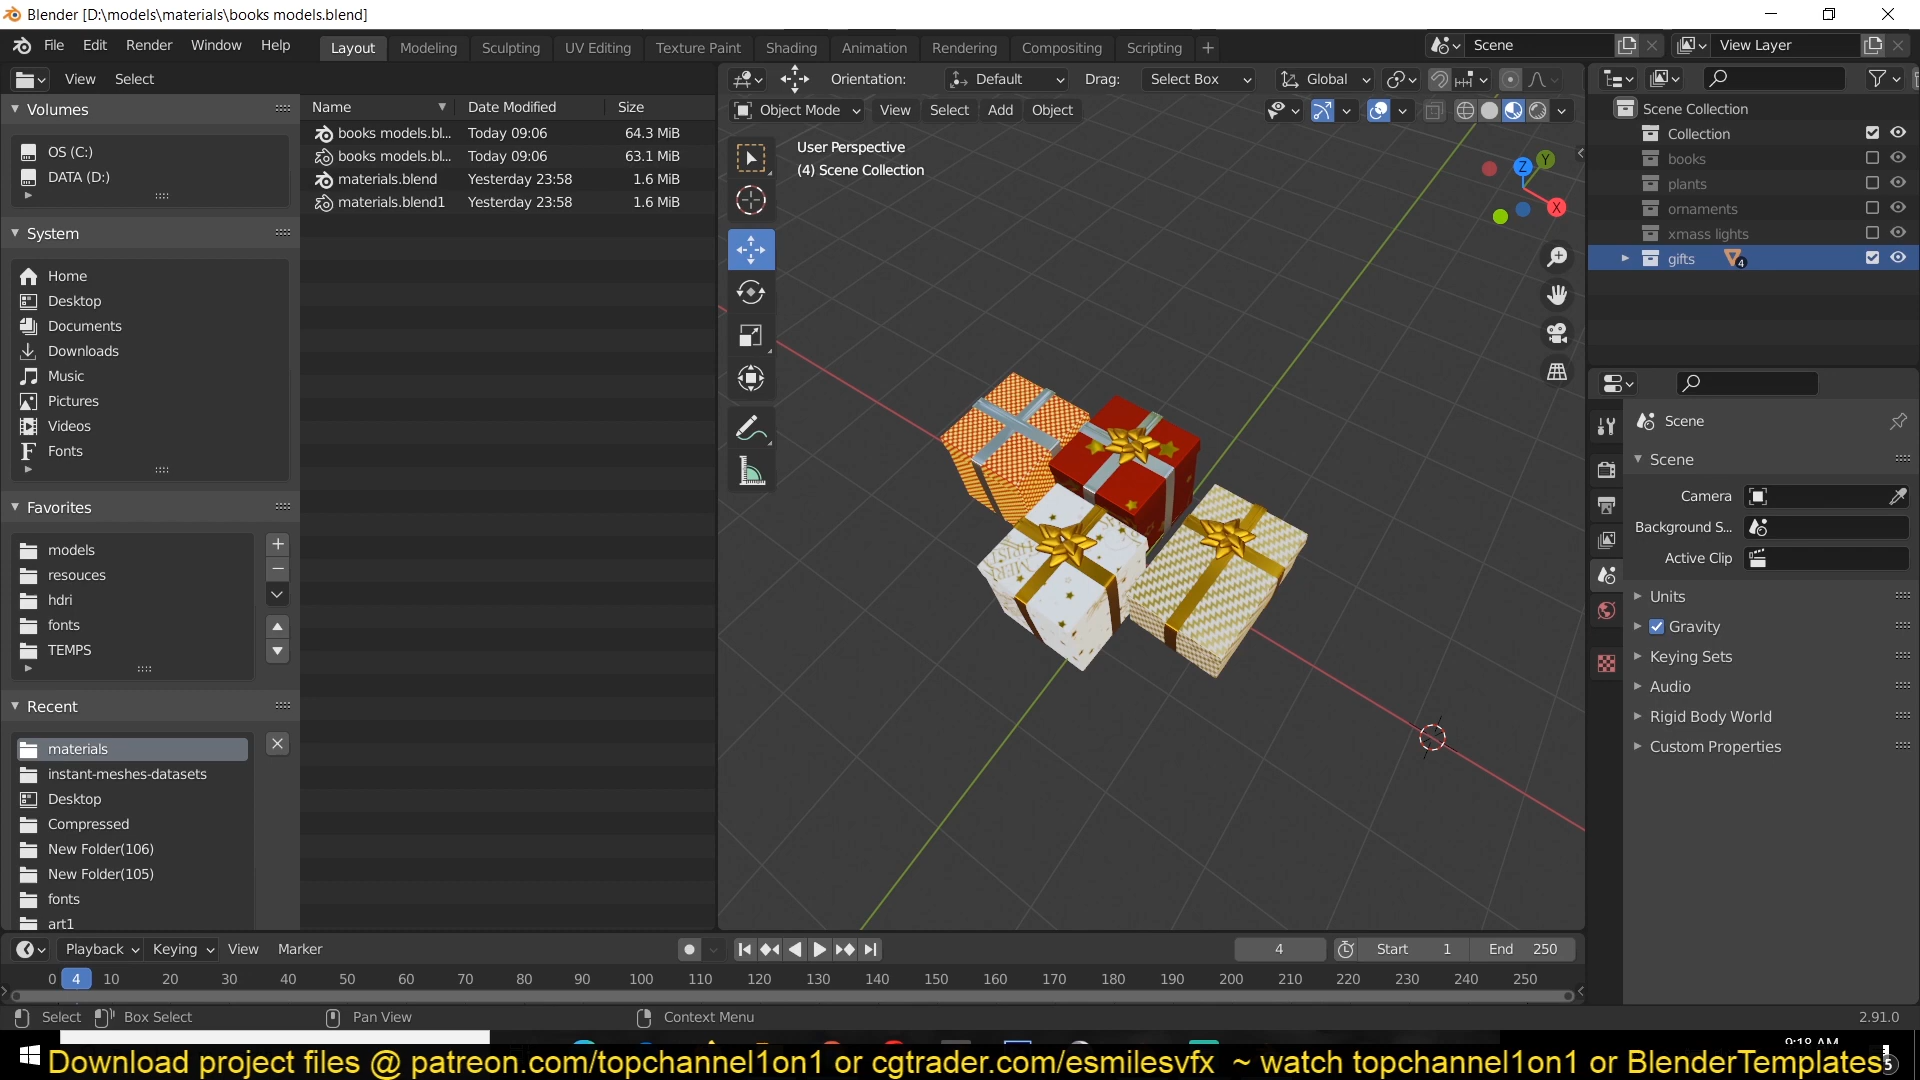 Blender [D:\models\materials\books models.blend]
File Edit Render Window Help
Layout Modeling Sculpting UV Editing Texture Paint Shading Animation Rendering Compositing Scripting +
Scene
View Layer
View Select
Orientation: Default Drag: Select Box Global
Object Mode View Select Add Object
User Perspective
(4) Scene Collection
Z Y X
Volumes
OS (C:)
DATA (D:)
System
Home
Desktop
Documents
Downloads
Music
Pictures
Videos
Fonts
Favorites
models
resouces
hdri
fonts
TEMPS
Recent
materials
instant-meshes-datasets
Desktop
Compressed
New Folder(106)
New Folder(105)
fonts
art1
Name Date Modified Size
books models.bl... Today 09:06 64.3 MiB
books models.bl... Today 09:06 63.1 MiB
materials.blend Yesterday 23:58 1.6 MiB
materials.blend1 Yesterday 23:58 1.6 MiB
Scene Collection
Collection
books
plants
ornaments
xmass lights
gifts 4
Scene
Scene
Camera
Background S...
Active Clip
Units
Gravity
Keying Sets
Audio
Rigid Body World
Custom Properties
Playback Keying View Marker
4 Start 1 End 250
0 4 10 20 30 40 50 60 70 80 90 100 110 120 130 140 150 160 170 180 190 200 210 220 230 240 250
Select Box Select Pan View Context Menu 2.91.0
9:18 AM
Download project files @ patreon.com/topchannel1on1 or cgtrader.com/esmilesvfx ~ watch topchannel1on1 or BlenderTemplates
5